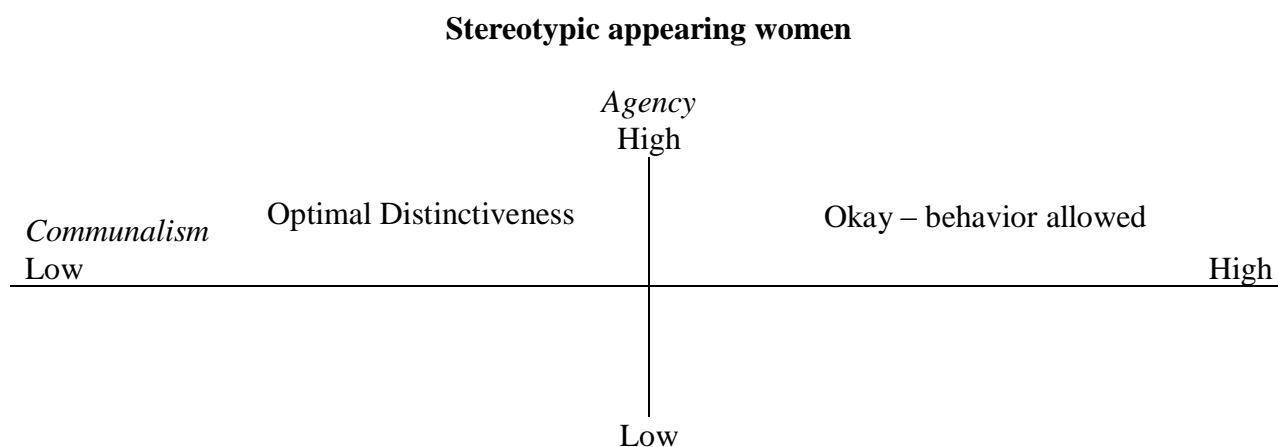 Stereotypic appearing women
Agency
High
Optimal Distinctiveness
Okay – behavior allowed
Communalism
Low
High
Low